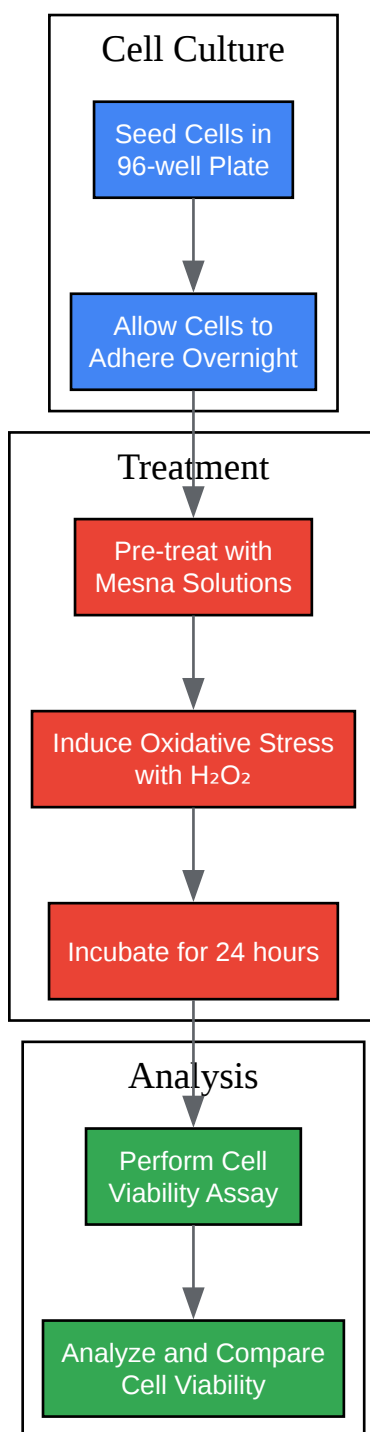 Cell Culture
Seed Cells in
96-well Plate
Allow Cells to
Adhere Overnight
Treatment
Pre-treat with
Mesna Solutions
Induce Oxidative Stress
with H₂O₂
Incubate for 24 hours
Analysis
Perform Cell
Viability Assay
Analyze and Compare
Cell Viability